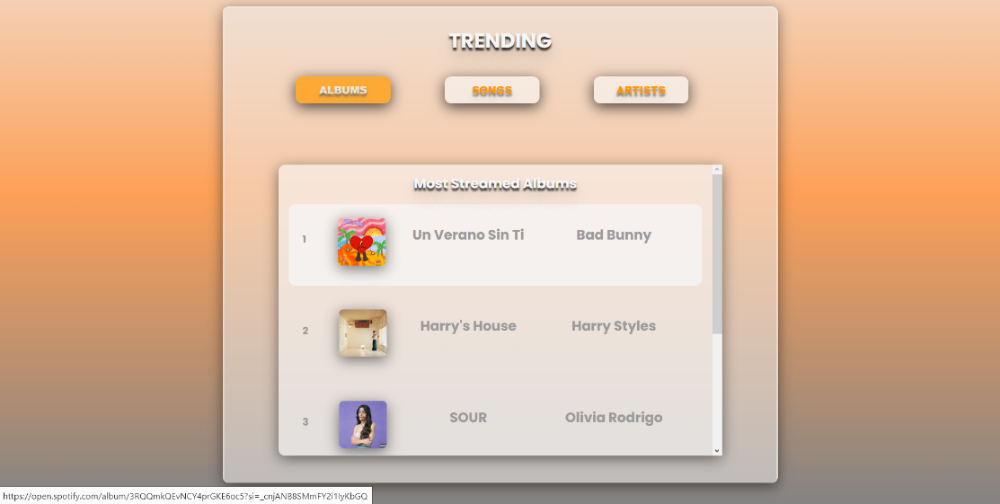 TRENDING
ALBUMS SONGS ARTISTS
Most Streamed Albums
1 Un Verano Sin Ti Bad Bunny
2 Harry's House Harry Styles
3 SOUR Olivia Rodrigo
https://open.spotify.com/album/3RQQmkQEvNCY4prGKE6oc5?si=_cnjANB8SMmFY2i1IyKbGQ